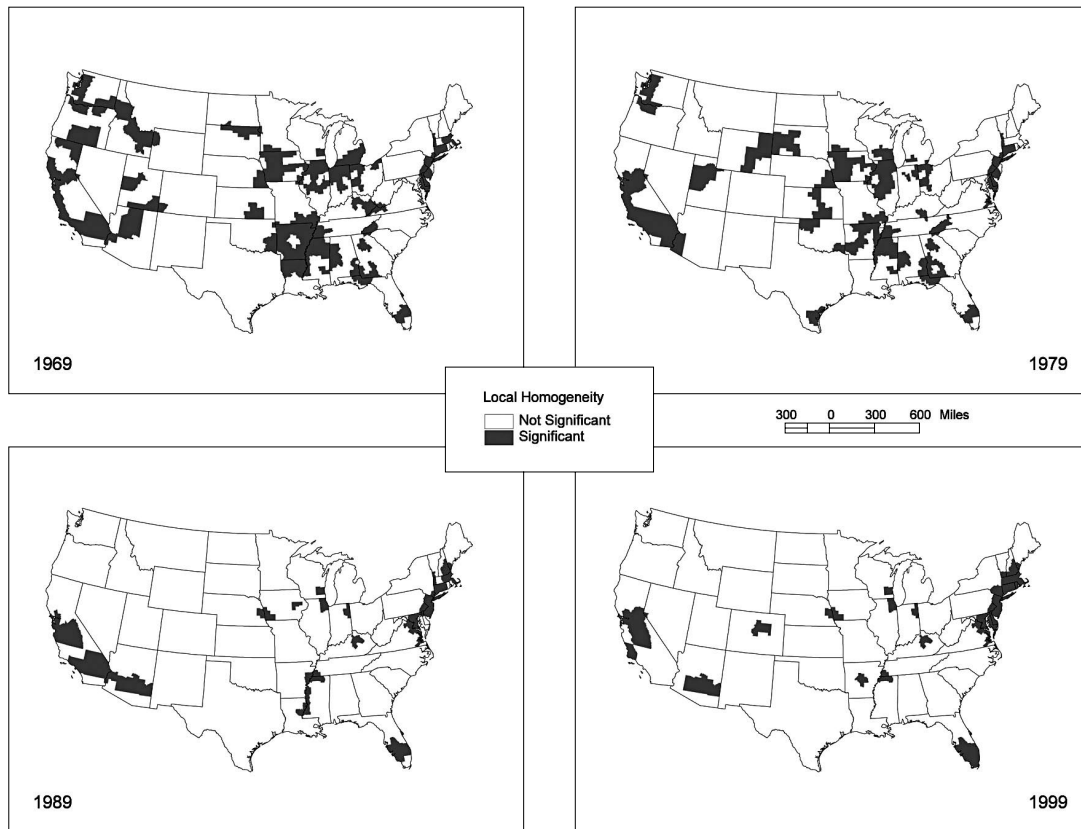 1969
1979
Local Homogeneity
Not Significant
Significant
300 0 300 600 Miles
1989
1999